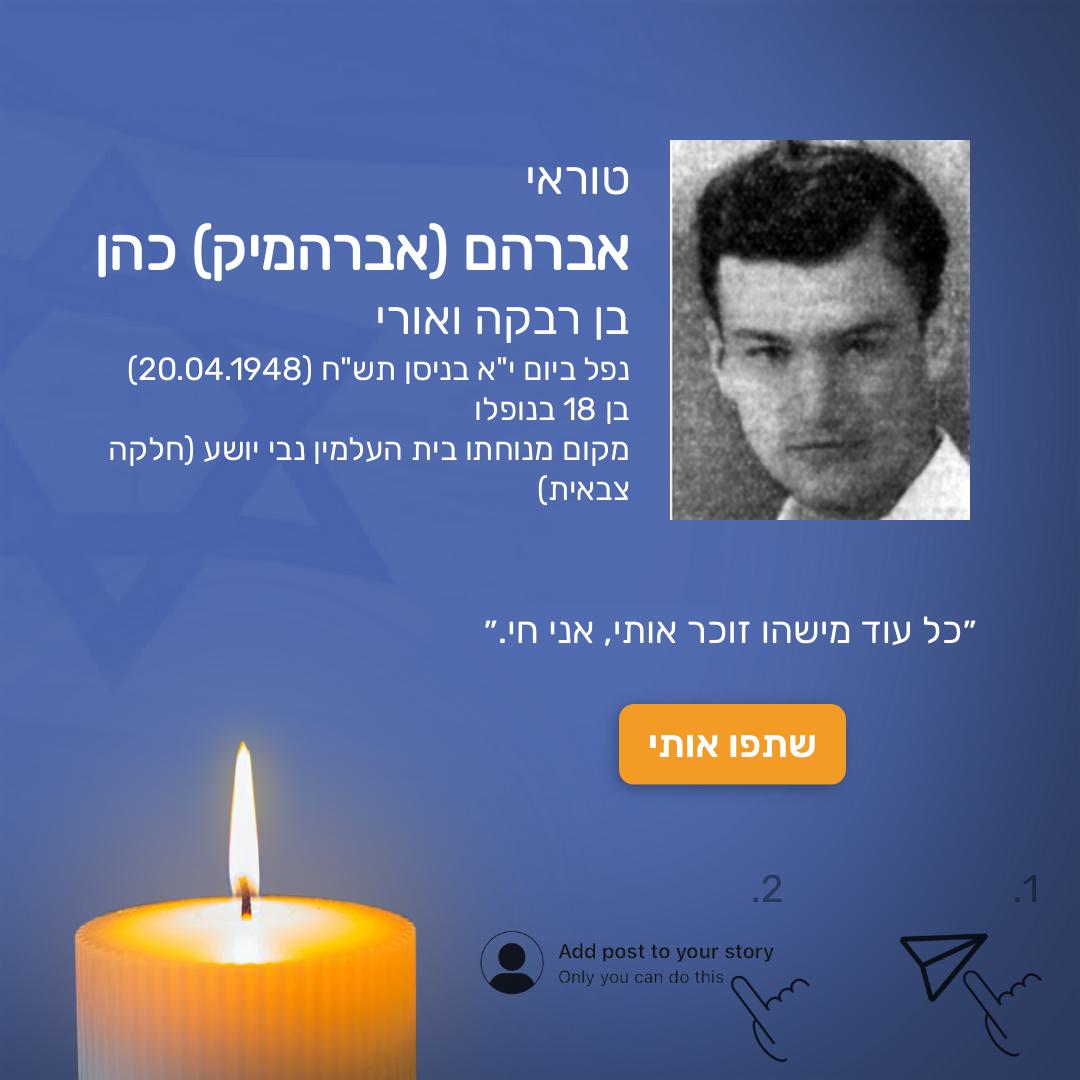 טוראי
אברהם (אברהמיק) כהן
בן רבקה ואורי
נפל ביום י"א בניסן תש"ח (20.04.1948)
בן 18 בנופלו
מקום מנוחתו בית העלמין נבי יושע (חלקה
צבאית)
״כל עוד מישהו זוכר אותי, אני חי.״
שתפו אותי
1.
2.
Add post to your story
Only you can do this